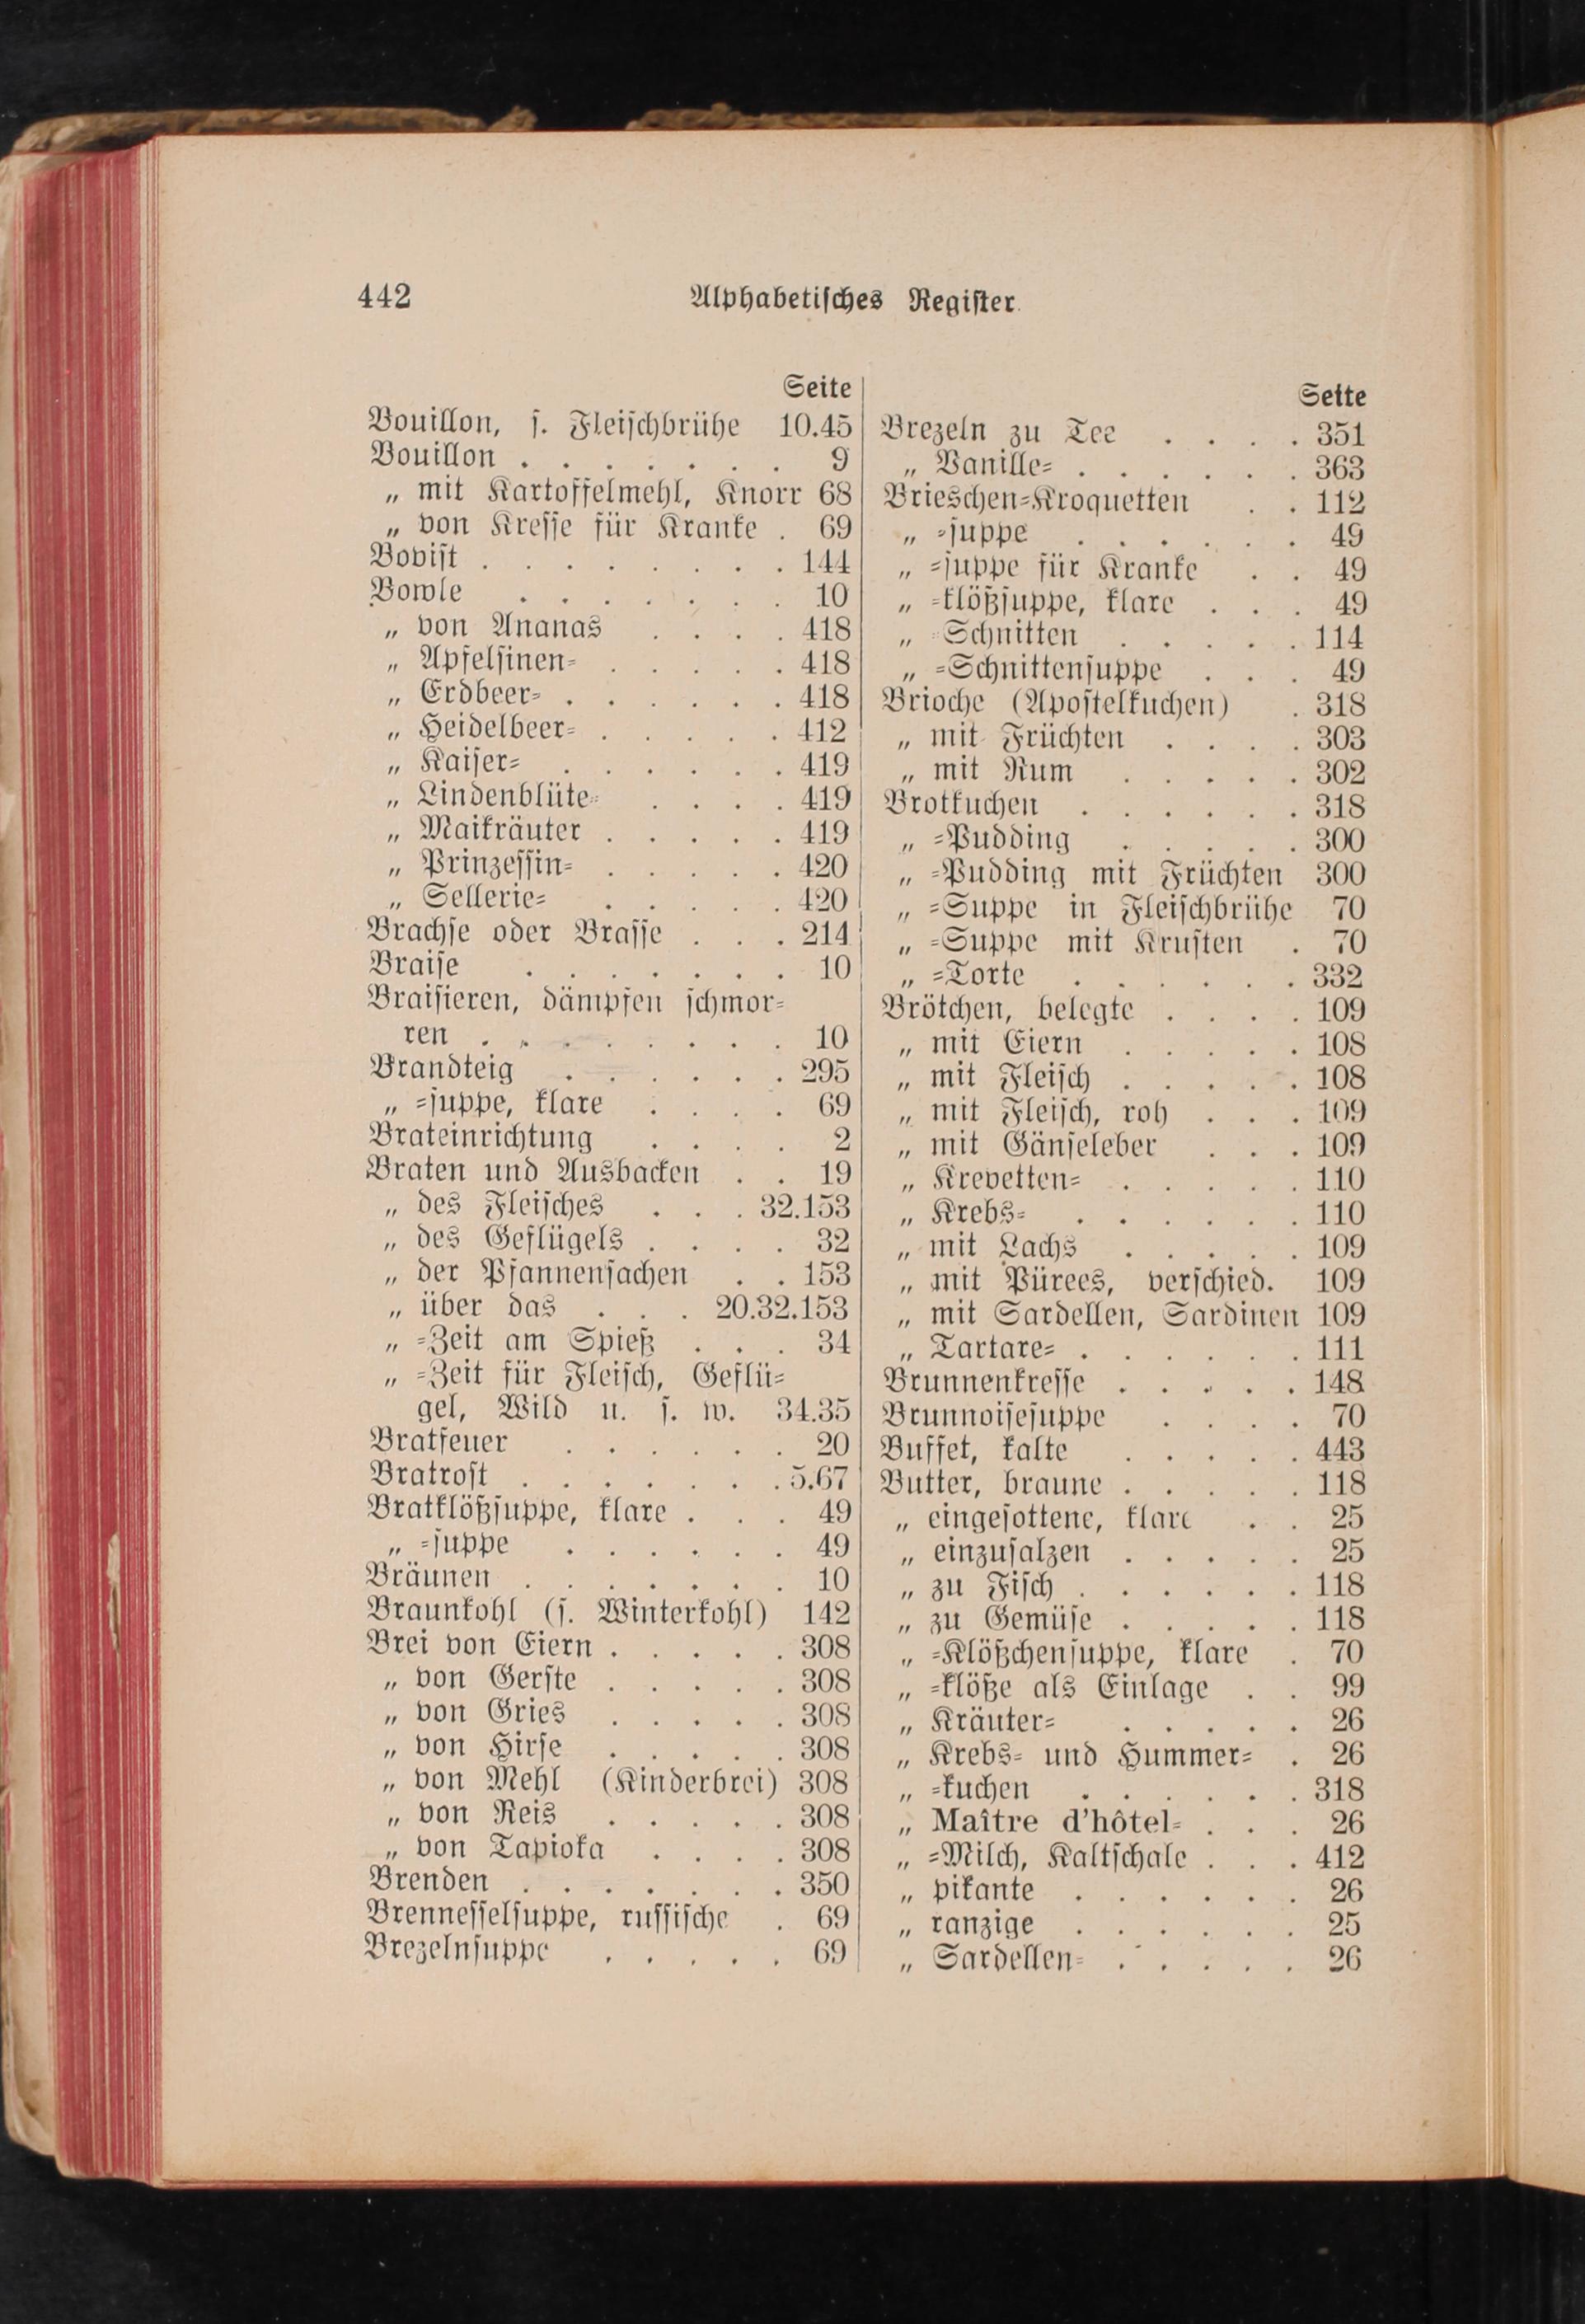 442 Alphabetisches Register.
Seite
Bouillon, s. Fleischbrühe 10.45
Bouillon . . . . . . . 9
„ mit Kartoffelmehl, Knorr 68
„ von Kresse für Kranke . 69
Bovist . . . . . . . . 144
Bowle . . . . . . . 10
„ von Ananas . . . . 418
„ Apfelsinen= . . . . . 418
„ Erdbeer= . . . . . . 418
„ Heidelbeer= . . . . . 412
„ Kaiser= . . . . . . 419
„ Lindenblüte= . . . . 419
„ Maikräuter . . . . . 419
„ Prinzessin= . . . . . 420
„ Sellerie= . . . . . 420
Brachse oder Brasse . . . 214
Braise . . . . . . . 10
Braisieren, dämpfen schmor=
ren . . . . . . . . 10
Brandteig . . . . . . 295
„ =suppe, klare . . . . 69
Brateinrichtung . . . . 2
Braten und Ausbacken . . 19
„ des Fleisches . . . 32.153
„ des Geflügels . . . . 32
„ der Pfannensachen . . 153
„ über das . . . 20.32.153
„ =Zeit am Spieß . . . 34
„ =Zeit für Fleisch, Geflü=
gel, Wild u. s. w. 34.35
Bratfeuer . . . . . . 20
Bratrost . . . . . . . 5.67
Bratklößsuppe, klare . . . 49
„ =suppe . . . . . . 49
Bräunen . . . . . . . 10
Braunkohl (s. Winterkohl) 142
Brei von Eiern . . . . . 308
„ von Gerste . . . . . 308
„ von Gries . . . . . 308
„ von Hirse . . . . . 308
„ von Mehl (Kinderbrei) 308
„ von Reis . . . . . 308
„ von Tapioka . . . . 308
Brenden . . . . . . . 350
Brennesselsuppe, russische . 69
Brezelnsuppe . . . . . 69
Seite
Brezeln zu Tee . . . . 351
„ Vanille= . . . . . . 363
Brieschen=Kroquetten . . 112
„ =suppe . . . . . . 49
„ =suppe für Kranke . . 49
„ =klößsuppe, klare . . . 49
„ =Schnitten . . . . . 114
„ =Schnittensuppe . . . 49
Brioche (Apostelkuchen) . 318
„ mit Früchten . . . . 303
„ mit Rum . . . . . 302
Brotkuchen . . . . . . 318
„ =Pudding . . . . . 300
„ =Pudding mit Früchten 300
„ =Suppe in Fleischbrühe 70
„ =Suppe mit Krusten . 70
„ =Torte . . . . . . 332
Brötchen, belegte . . . . 109
„ mit Eiern . . . . . 108
„ mit Fleisch . . . . . 108
„ mit Fleisch, roh . . . 109
„ mit Gänseleber . . . 109
„ Krevetten= . . . . . 110
„ Krebs= . . . . . . 110
„ mit Lachs . . . . . 109
„ mit Pürees, verschied. 109
„ mit Sardellen, Sardinen 109
„ Tartare= . . . . . . 111
Brunnenkresse . . . . . 148
Brunnoisesuppe . . . . 70
Buffet, kalte . . . . . 443
Butter, braune . . . . . 118
„ eingesottene, klare . . 25
„ einzusalzen . . . . . 25
„ zu Fisch . . . . . . 118
„ zu Gemüse . . . . . 118
„ =Klößchensuppe, klare . 70
„ =klöße als Einlage . . 99
„ Kräuter= . . . . . 26
„ Krebs= und Hummer= . 26
„ =kuchen . . . . . . 318
„ Maître d'hôtel= . . . 26
„ =Milch, Kaltschale . . . 412
„ pikante . . . . . . 26
„ ranzige . . . . . . 25
„ Sardellen= . . . . . 26